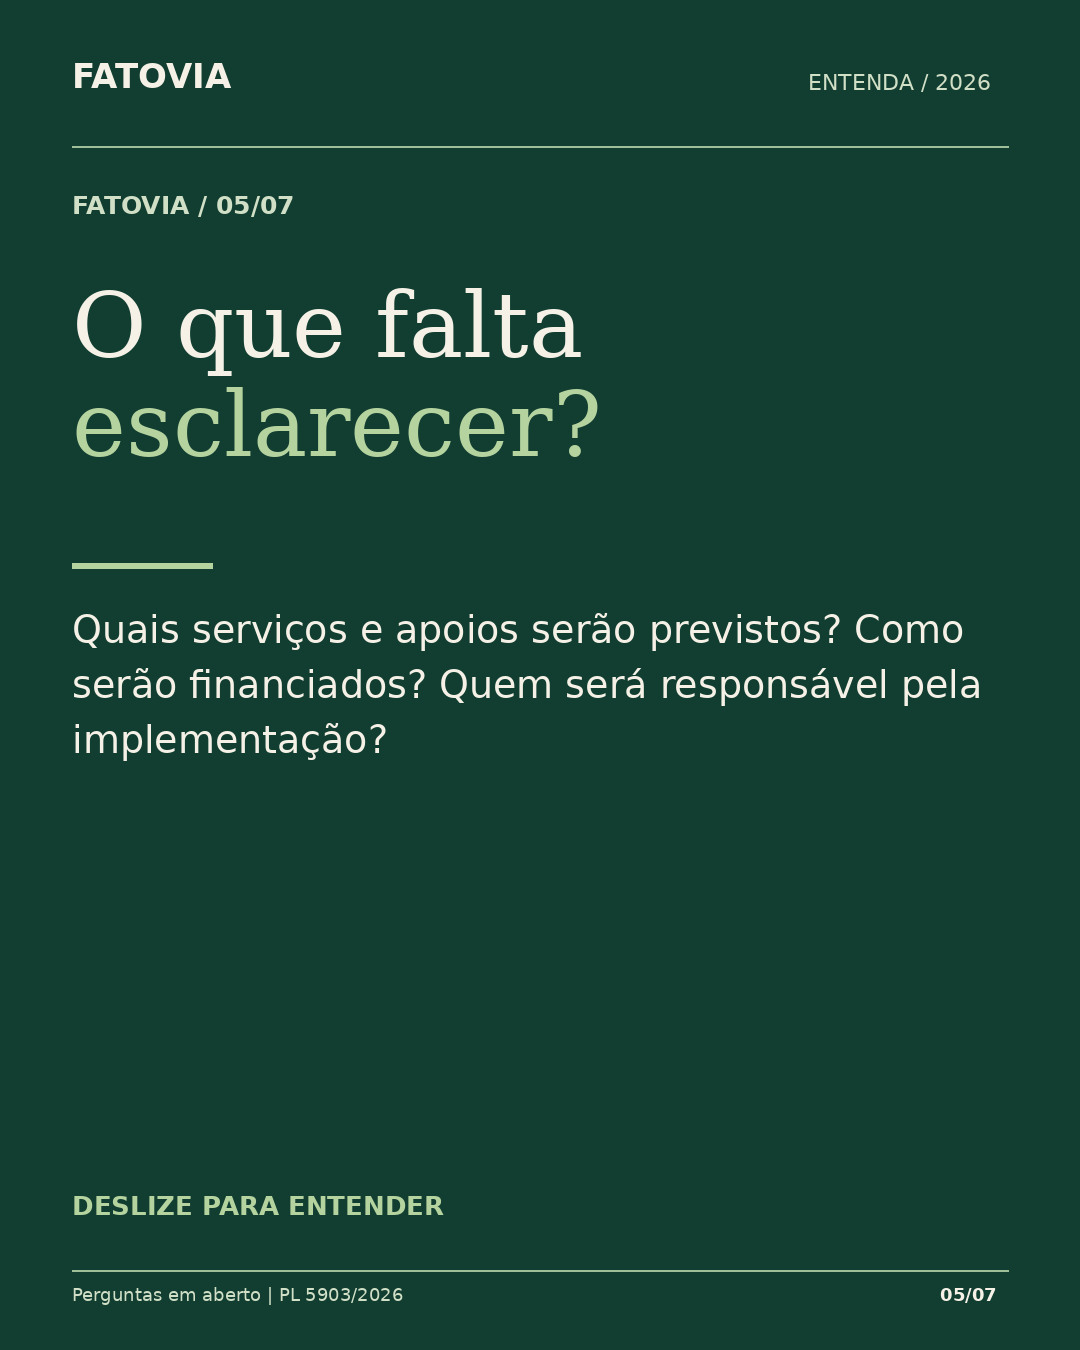 FATOVIA
ENTENDA / 2026
FATOVIA / 05/07
O que falta
esclarecer?
Quais serviços e apoios serão previstos? Como
serão financiados? Quem será responsável pela
implementação?
DESLIZE PARA ENTENDER
Perguntas em aberto | PL 5903/2026
05/07